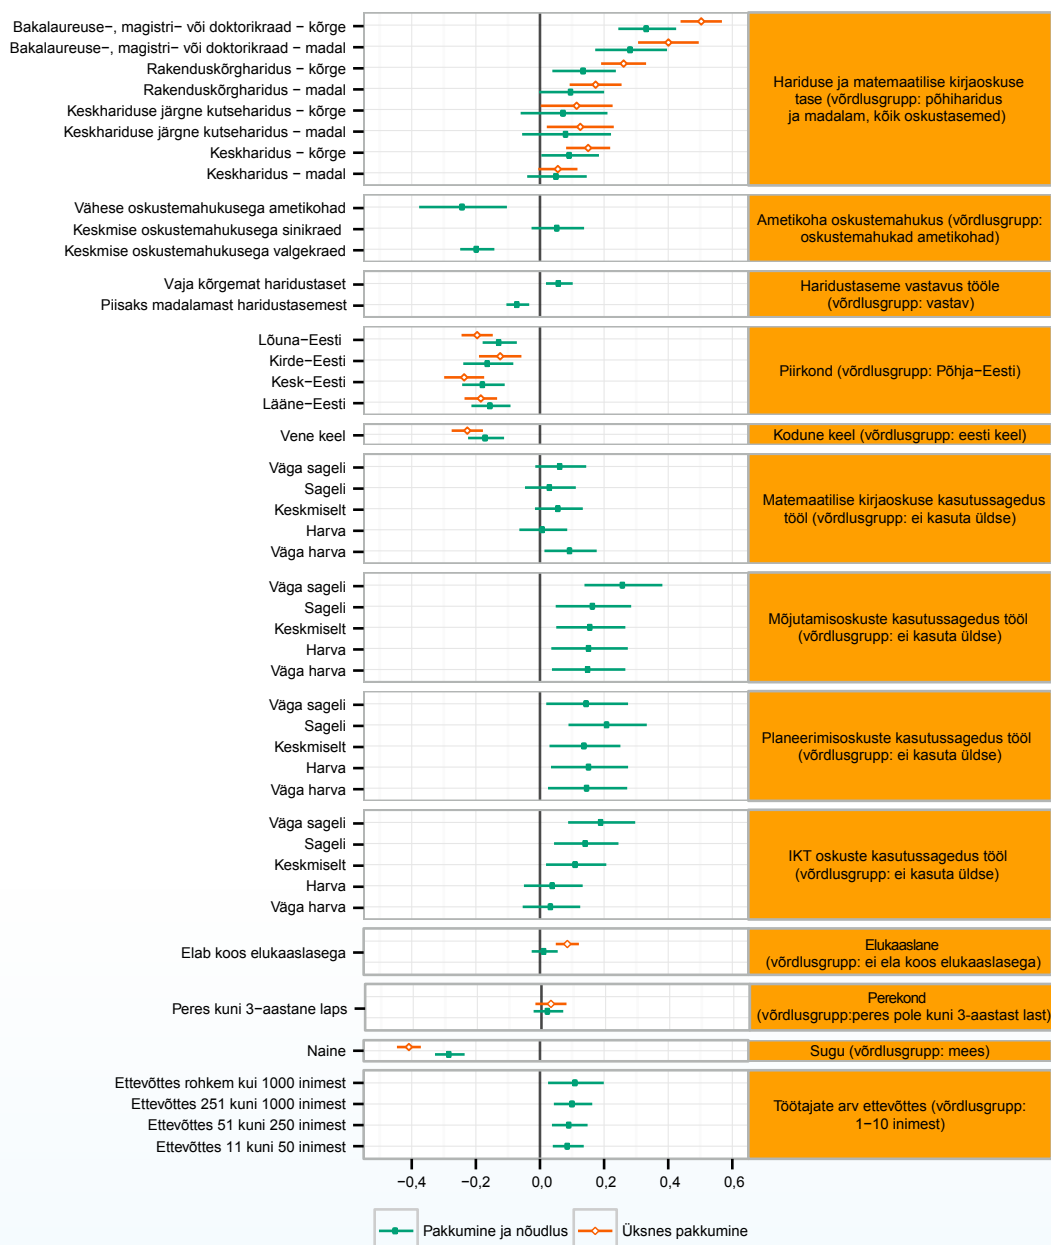 Bakalaureuse–, magistri– või doktorikraad – kõrge
Bakalaureuse–, magistri– või doktorikraad – madal
Rakenduskõrgharidus – kõrge
Rakenduskõrgharidus – madal
Keskhariduse järgne kutseharidus – kõrge
Keskhariduse järgne kutseharidus – madal
Keskharidus – kõrge
Keskharidus – madal
Hariduse ja matemaatilise kirjaoskuse
tase (võrdlusgrupp: põhiharidus
ja madalam, kõik oskustasemed)
Vähese oskustemahukusega ametikohad
Keskmise oskustemahukusega sinikraed
Keskmise oskustemahukusega valgekraed
Ametikoha oskustemahukus (võrdlusgrupp:
oskustemahukad ametikohad)
Vaja kõrgemat haridustaset
Piisaks madalamast haridustasemest
Haridustaseme vastavus tööle
(võrdlusgrupp: vastav)
Lõuna–Eesti
Kirde–Eesti
Kesk–Eesti
Lääne–Eesti
Piirkond (võrdlusgrupp: Põhja–Eesti)
Vene keel
Kodune keel (võrdlusgrupp: eesti keel)
Väga sageli
Sageli
Keskmiselt
Harva
Väga harva
Matemaatilise kirjaoskuse kasutussagedus
tööl (võrdlusgrupp: ei kasuta üldse)
Väga sageli
Sageli
Keskmiselt
Harva
Väga harva
Mõjutamisoskuste kasutussagedus tööl
(võrdlusgrupp: ei kasuta üldse)
Väga sageli
Sageli
Keskmiselt
Harva
Väga harva
Planeerimisoskuste kasutussagedus tööl
(võrdlusgrupp: ei kasuta üldse)
Väga sageli
Sageli
Keskmiselt
Harva
Väga harva
IKT oskuste kasutussagedus tööl
(võrdlusgrupp: ei kasuta üldse)
Elab koos elukaaslasega
Elukaaslane
(võrdlusgrupp: ei ela koos elukaaslasega)
Peres kuni 3–aastane laps
Perekond
(võrdlusgrupp:peres pole kuni 3-aastast last)
Naine
Sugu (võrdlusgrupp: mees)
Ettevõttes rohkem kui 1000 inimest
Ettevõttes 251 kuni 1000 inimest
Ettevõttes 51 kuni 250 inimest
Ettevõttes 11 kuni 50 inimest
Töötajate arv ettevõttes (võrdlusgrupp:
1–10 inimest)
–0,4 –0,2 0,0 0,2 0,4 0,6
Pakkumine ja nõudlus Üksnes pakkumine